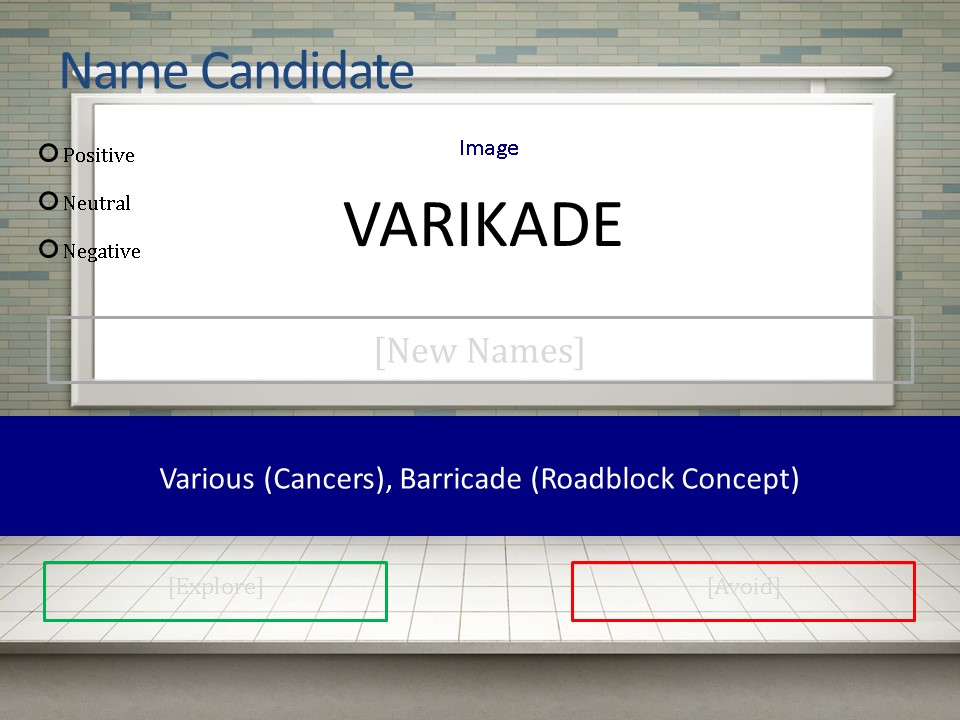 Name Candidate
Image
Positive
VARIKADE
Neutral
Negative
[New Names]
Various (Cancers), Barricade (Roadblock Concept)
[Explore]
[Avoid]